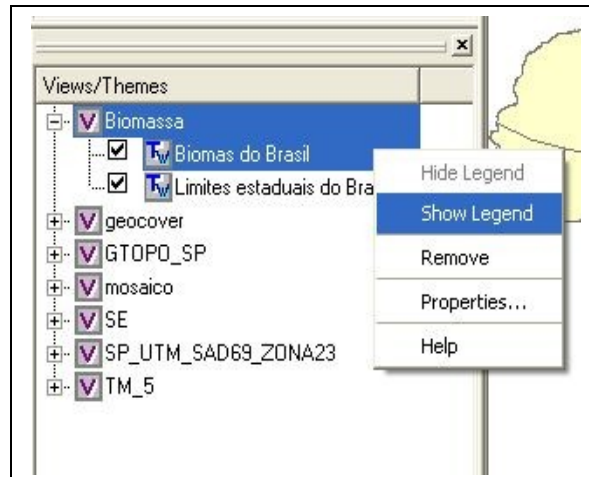 Views/Themes
Biomassa
Biomas do Brasil
Limites estaduais do
geocover
GTOPO_SP
mosaico
SE
SP_UTM_SAD69_ZONA23
TM_5
Hide Legend
Show Legend
Remove
Properties...
Help